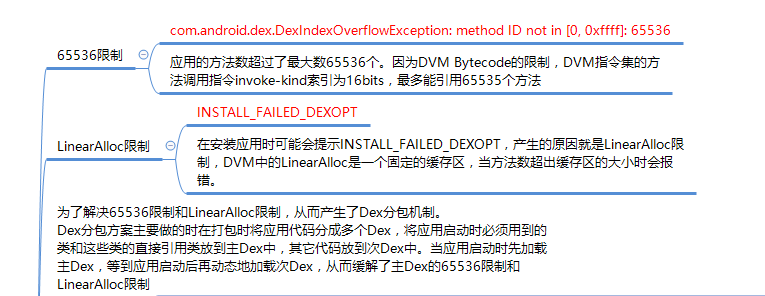 com.android.dex.DexIndexOverflowException: method ID not in [0, 0xffff]: 65536
65536限制
应用的方法数超过了最大数65536个。因为DVM Bytecode的限制，DVM指令集的方
法调用指令invoke-kind索引为16bits，最多能引用65535个方法
INSTALL_FAILED_DEXOPT
LinearAlloc限制
在安装应用时可能会提示INSTALL_FAILED_DEXOPT，产生的原因就是LinearAlloc限
制，DVM中的LinearAlloc是一个固定的缓存区，当方法数超出缓存区的大小时会报
错。
为了解决65536限制和LinearAlloc限制，从而产生了Dex分包机制。
Dex分包方案主要做的时在打包时将应用代码分成多个Dex，将应用启动时必须用到的
类和这些类的直接引用类放到主Dex中，其它代码放到次Dex中。当应用启动时先加载
主Dex，等到应用启动后再动态地加载次Dex，从而缓解了主Dex的65536限制和
LinearAlloc限制